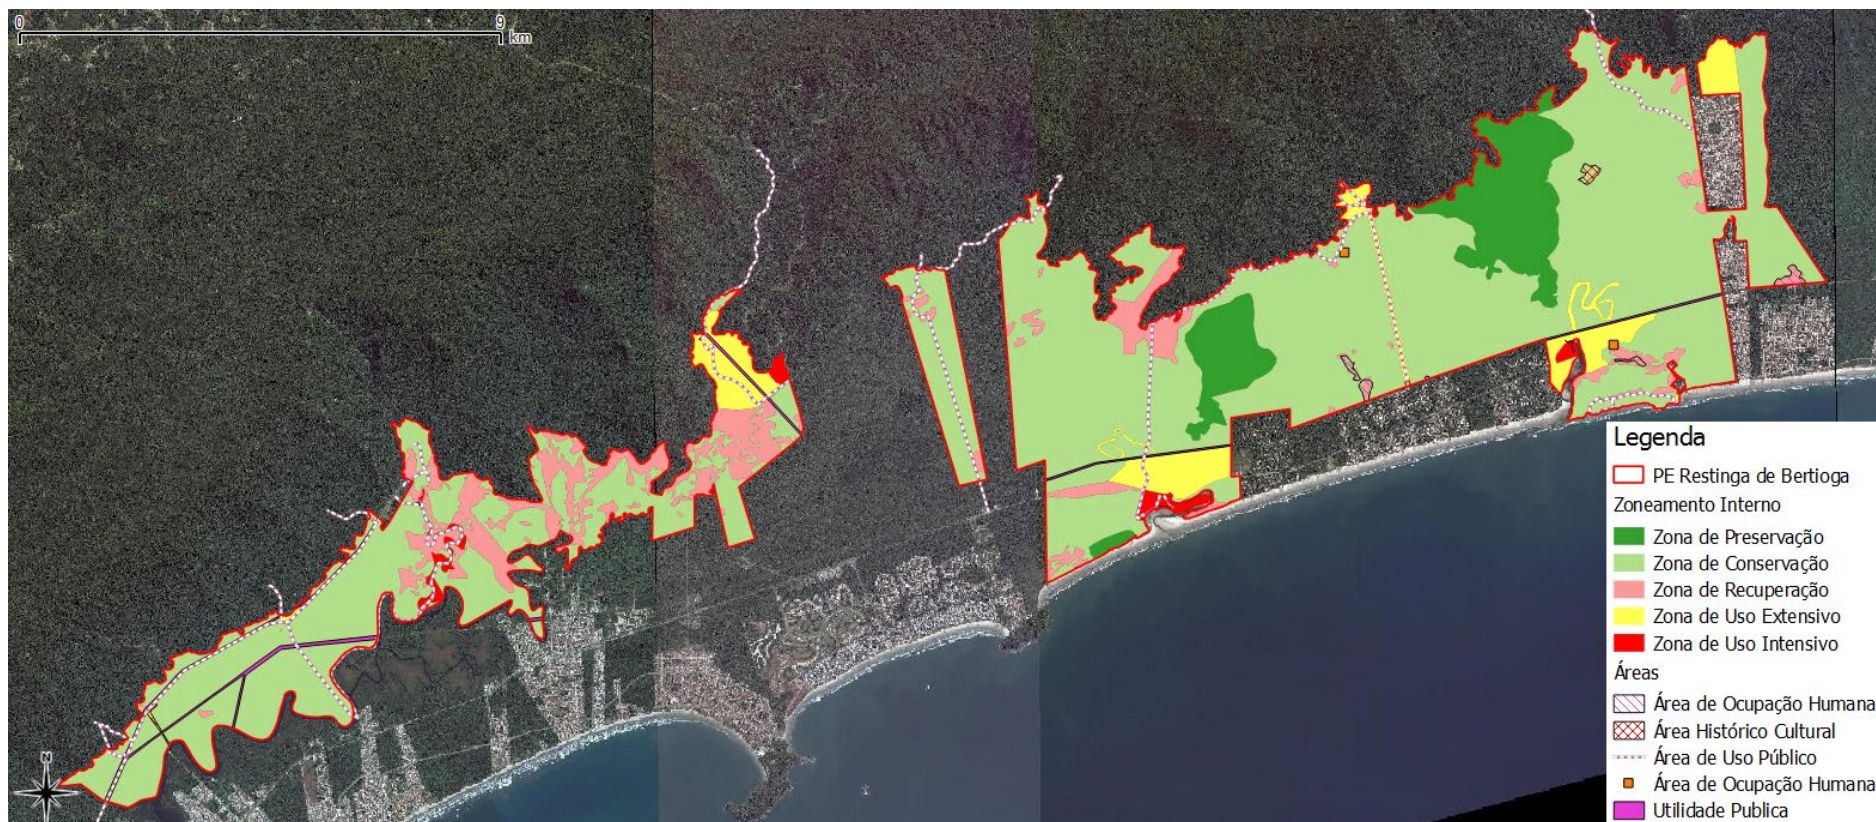 0 9
km
N
Legenda
PE Restinga de Bertioga
Zoneamento Interno
Zona de Preservação
Zona de Conservação
Zona de Recuperação
Zona de Uso Extensivo
Zona de Uso Intensivo
Áreas
Área de Ocupação Humana
Área Histórico Cultural
Área de Uso Público
Área de Ocupação Humana
Utilidade Publica